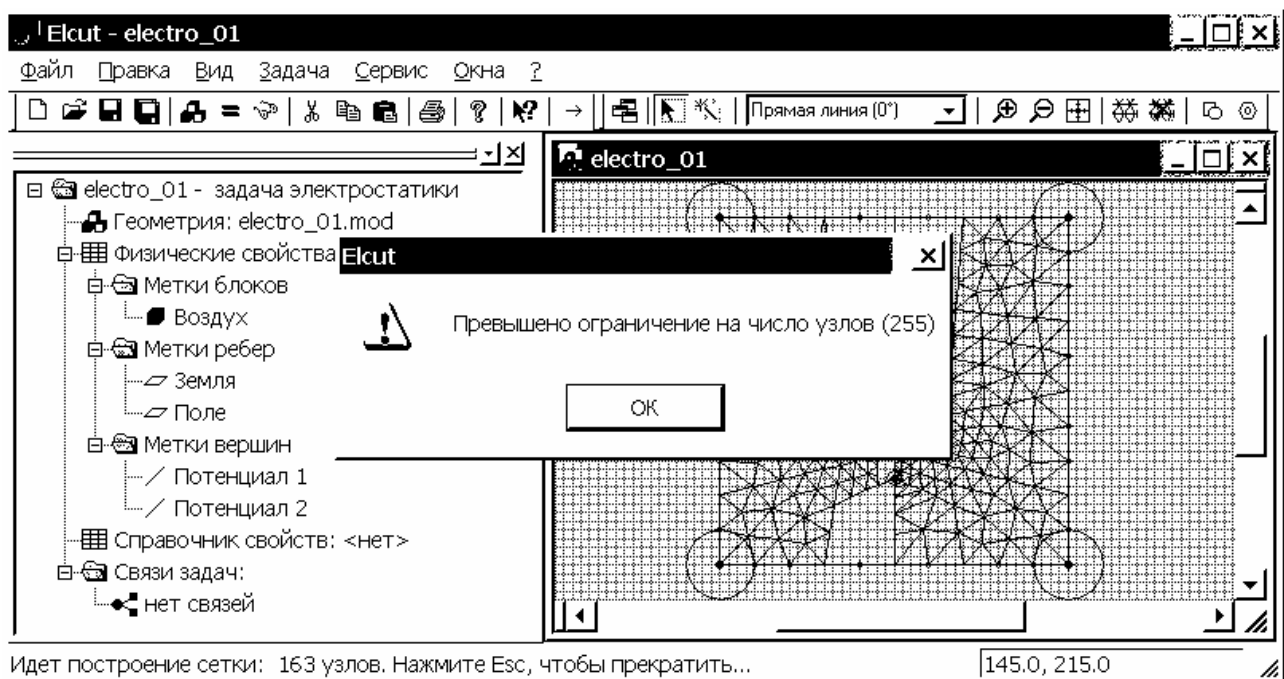 Elcut - electro_01
Файл Правка Вид Задача Сервис Окна ?
Прямая линия (0°)
electro_01
electro_01 - задача электростатики
Геометрия: electro_01.mod
Физические свойства
Elcut
Метки блоков
Воздух
Превышено ограничение на число узлов (255)
Метки ребер
Земля
OK
Поле
Метки вершин
Потенциал 1
Потенциал 2
Справочник свойств: <нет>
Связи задач:
нет связей
Идет построение сетки: 163 узлов. Нажмите Esc, чтобы прекратить...
145.0, 215.0